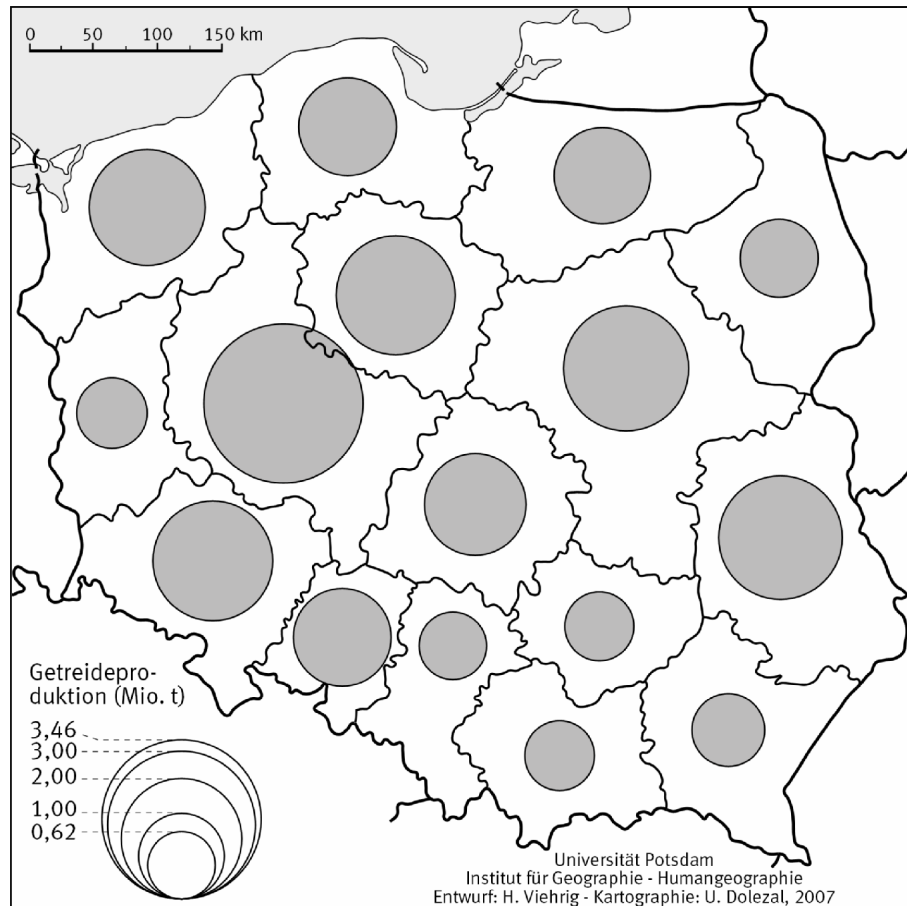 0 50 100 150 km
Getreidepro-
duktion (Mio. t)
3,46
3,00
2,00
1,00
0,62
Universität Potsdam
Institut für Geographie - Humangeographie
Entwurf: H. Viehrig - Kartographie: U. Dolezal, 2007